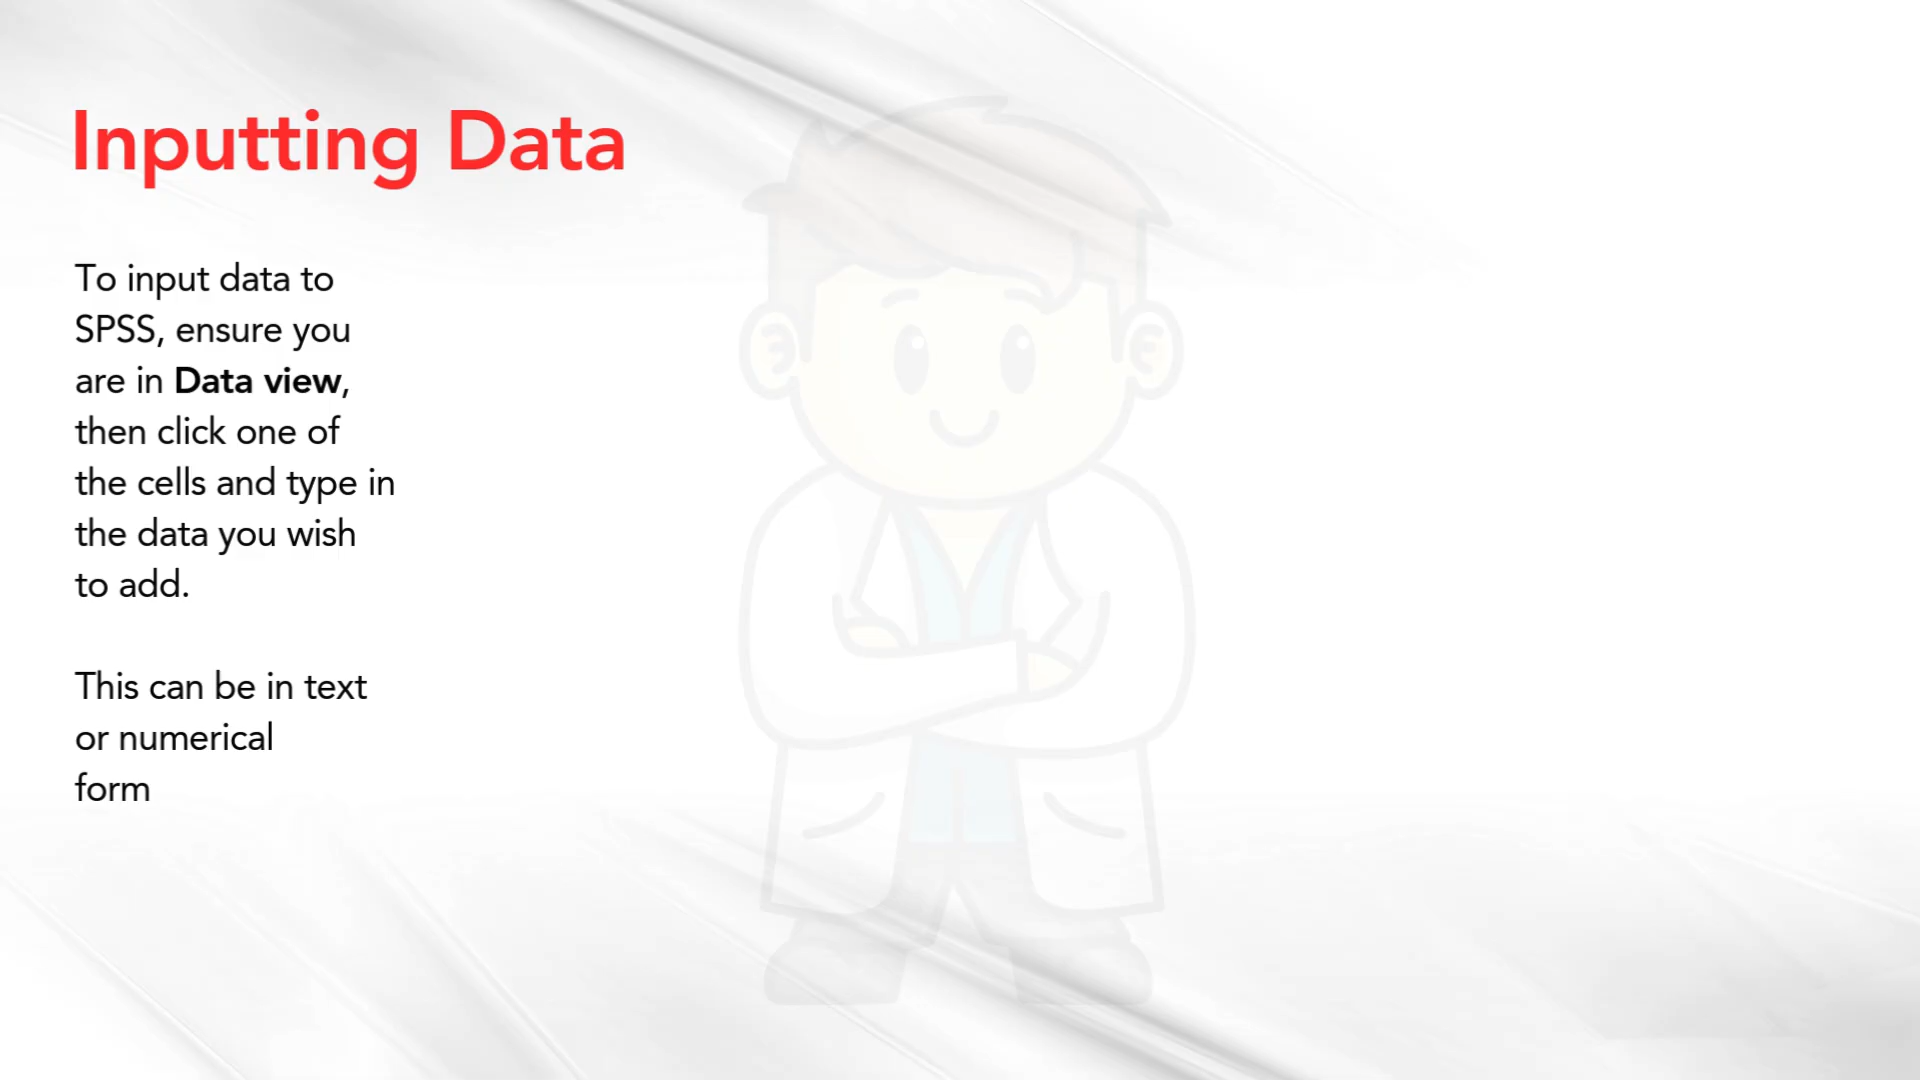 Inputting Data
To input data to
SPSS, ensure you
are in Data view,
then click one of
the cells and type in
the data you wish
to add.
This can be in text
or numerical
form